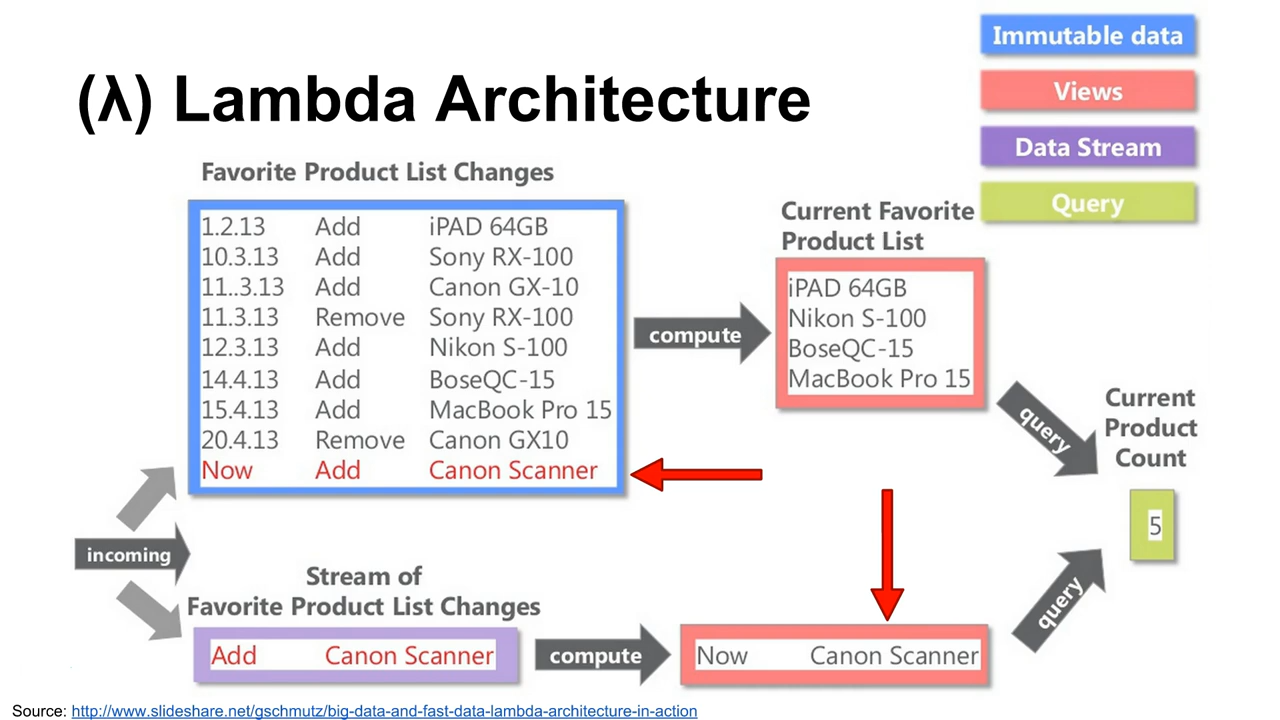 (λ) Lambda Architecture
Immutable data
Views
Data Stream
Query
Favorite Product List Changes
1.2.13 Add iPAD 64GB
10.3.13 Add Sony RX-100
11..3.13 Add Canon GX-10
11.3.13 Remove Sony RX-100
12.3.13 Add Nikon S-100
14.4.13 Add BoseQC-15
15.4.13 Add MacBook Pro 15
20.4.13 Remove Canon GX10
Now Add Canon Scanner
compute
Current Favorite
Product List
iPAD 64GB
Nikon S-100
BoseQC-15
MacBook Pro 15
query
Current
Product
Count
5
incoming
Stream of
Favorite Product List Changes
Add Canon Scanner
compute
Now Canon Scanner
query
Source: http://www.slideshare.net/gschmutz/big-data-and-fast-data-lambda-architecture-in-action